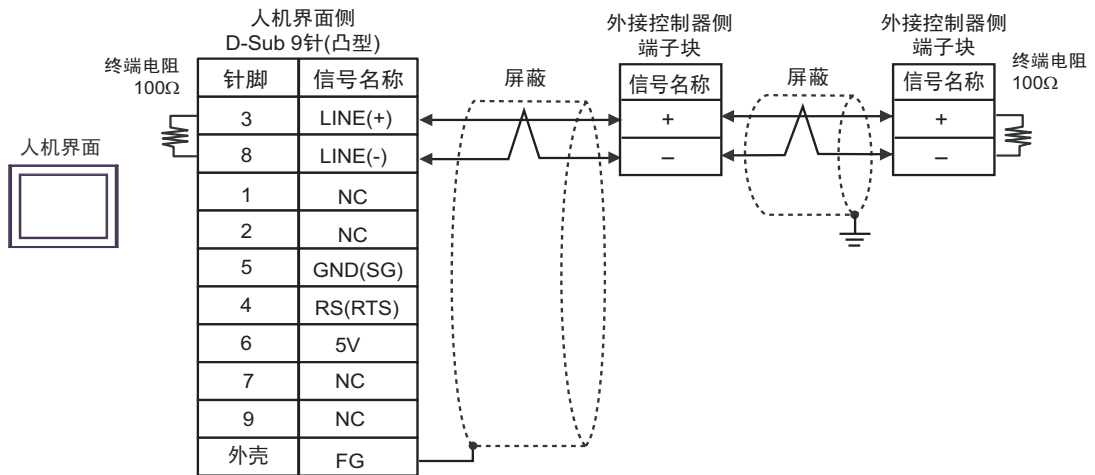 人机界面侧
D-Sub 9针(凸型)
终端电阻
100Ω
人机界面
针脚 信号名称
3 LINE(+)
8 LINE(-)
1 NC
2 NC
5 GND(SG)
4 RS(RTS)
6 5V
7 NC
9 NC
外壳 FG
屏蔽
外接控制器侧
端子块
信号名称
+
–
屏蔽
外接控制器侧
端子块
信号名称
+
–
终端电阻
100Ω